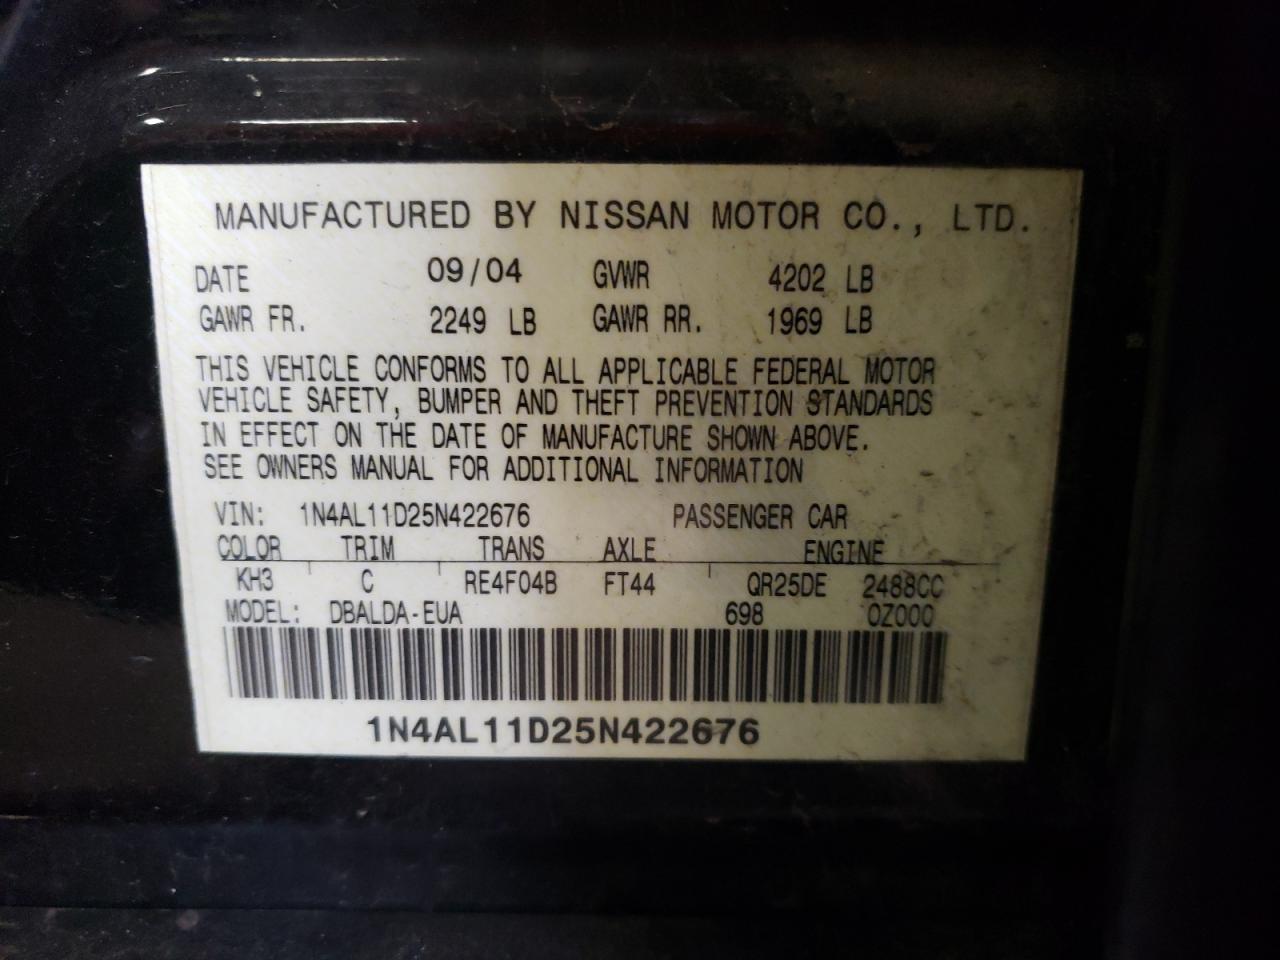 MANUFACTURED BY NISSAN MOTOR CO., LTD.
DATE 09/04 GVWR 4202 LB
GAWR FR. 2249 LB GAWR RR. 1969 LB
THIS VEHICLE CONFORMS TO ALL APPLICABLE FEDERAL MOTOR
VEHICLE SAFETY, BUMPER AND THEFT PREVENTION STANDARDS
IN EFFECT ON THE DATE OF MANUFACTURE SHOWN ABOVE.
SEE OWNERS MANUAL FOR ADDITIONAL INFORMATION
VIN: 1N4AL11D25N422676 PASSENGER CAR
COLOR TRIM TRANS AXLE ENGINE
KH3 C RE4F04B FT44 QR25DE 2488CC
MODEL: DBALDA-EUA 698 0Z000
1N4AL11D25N422676